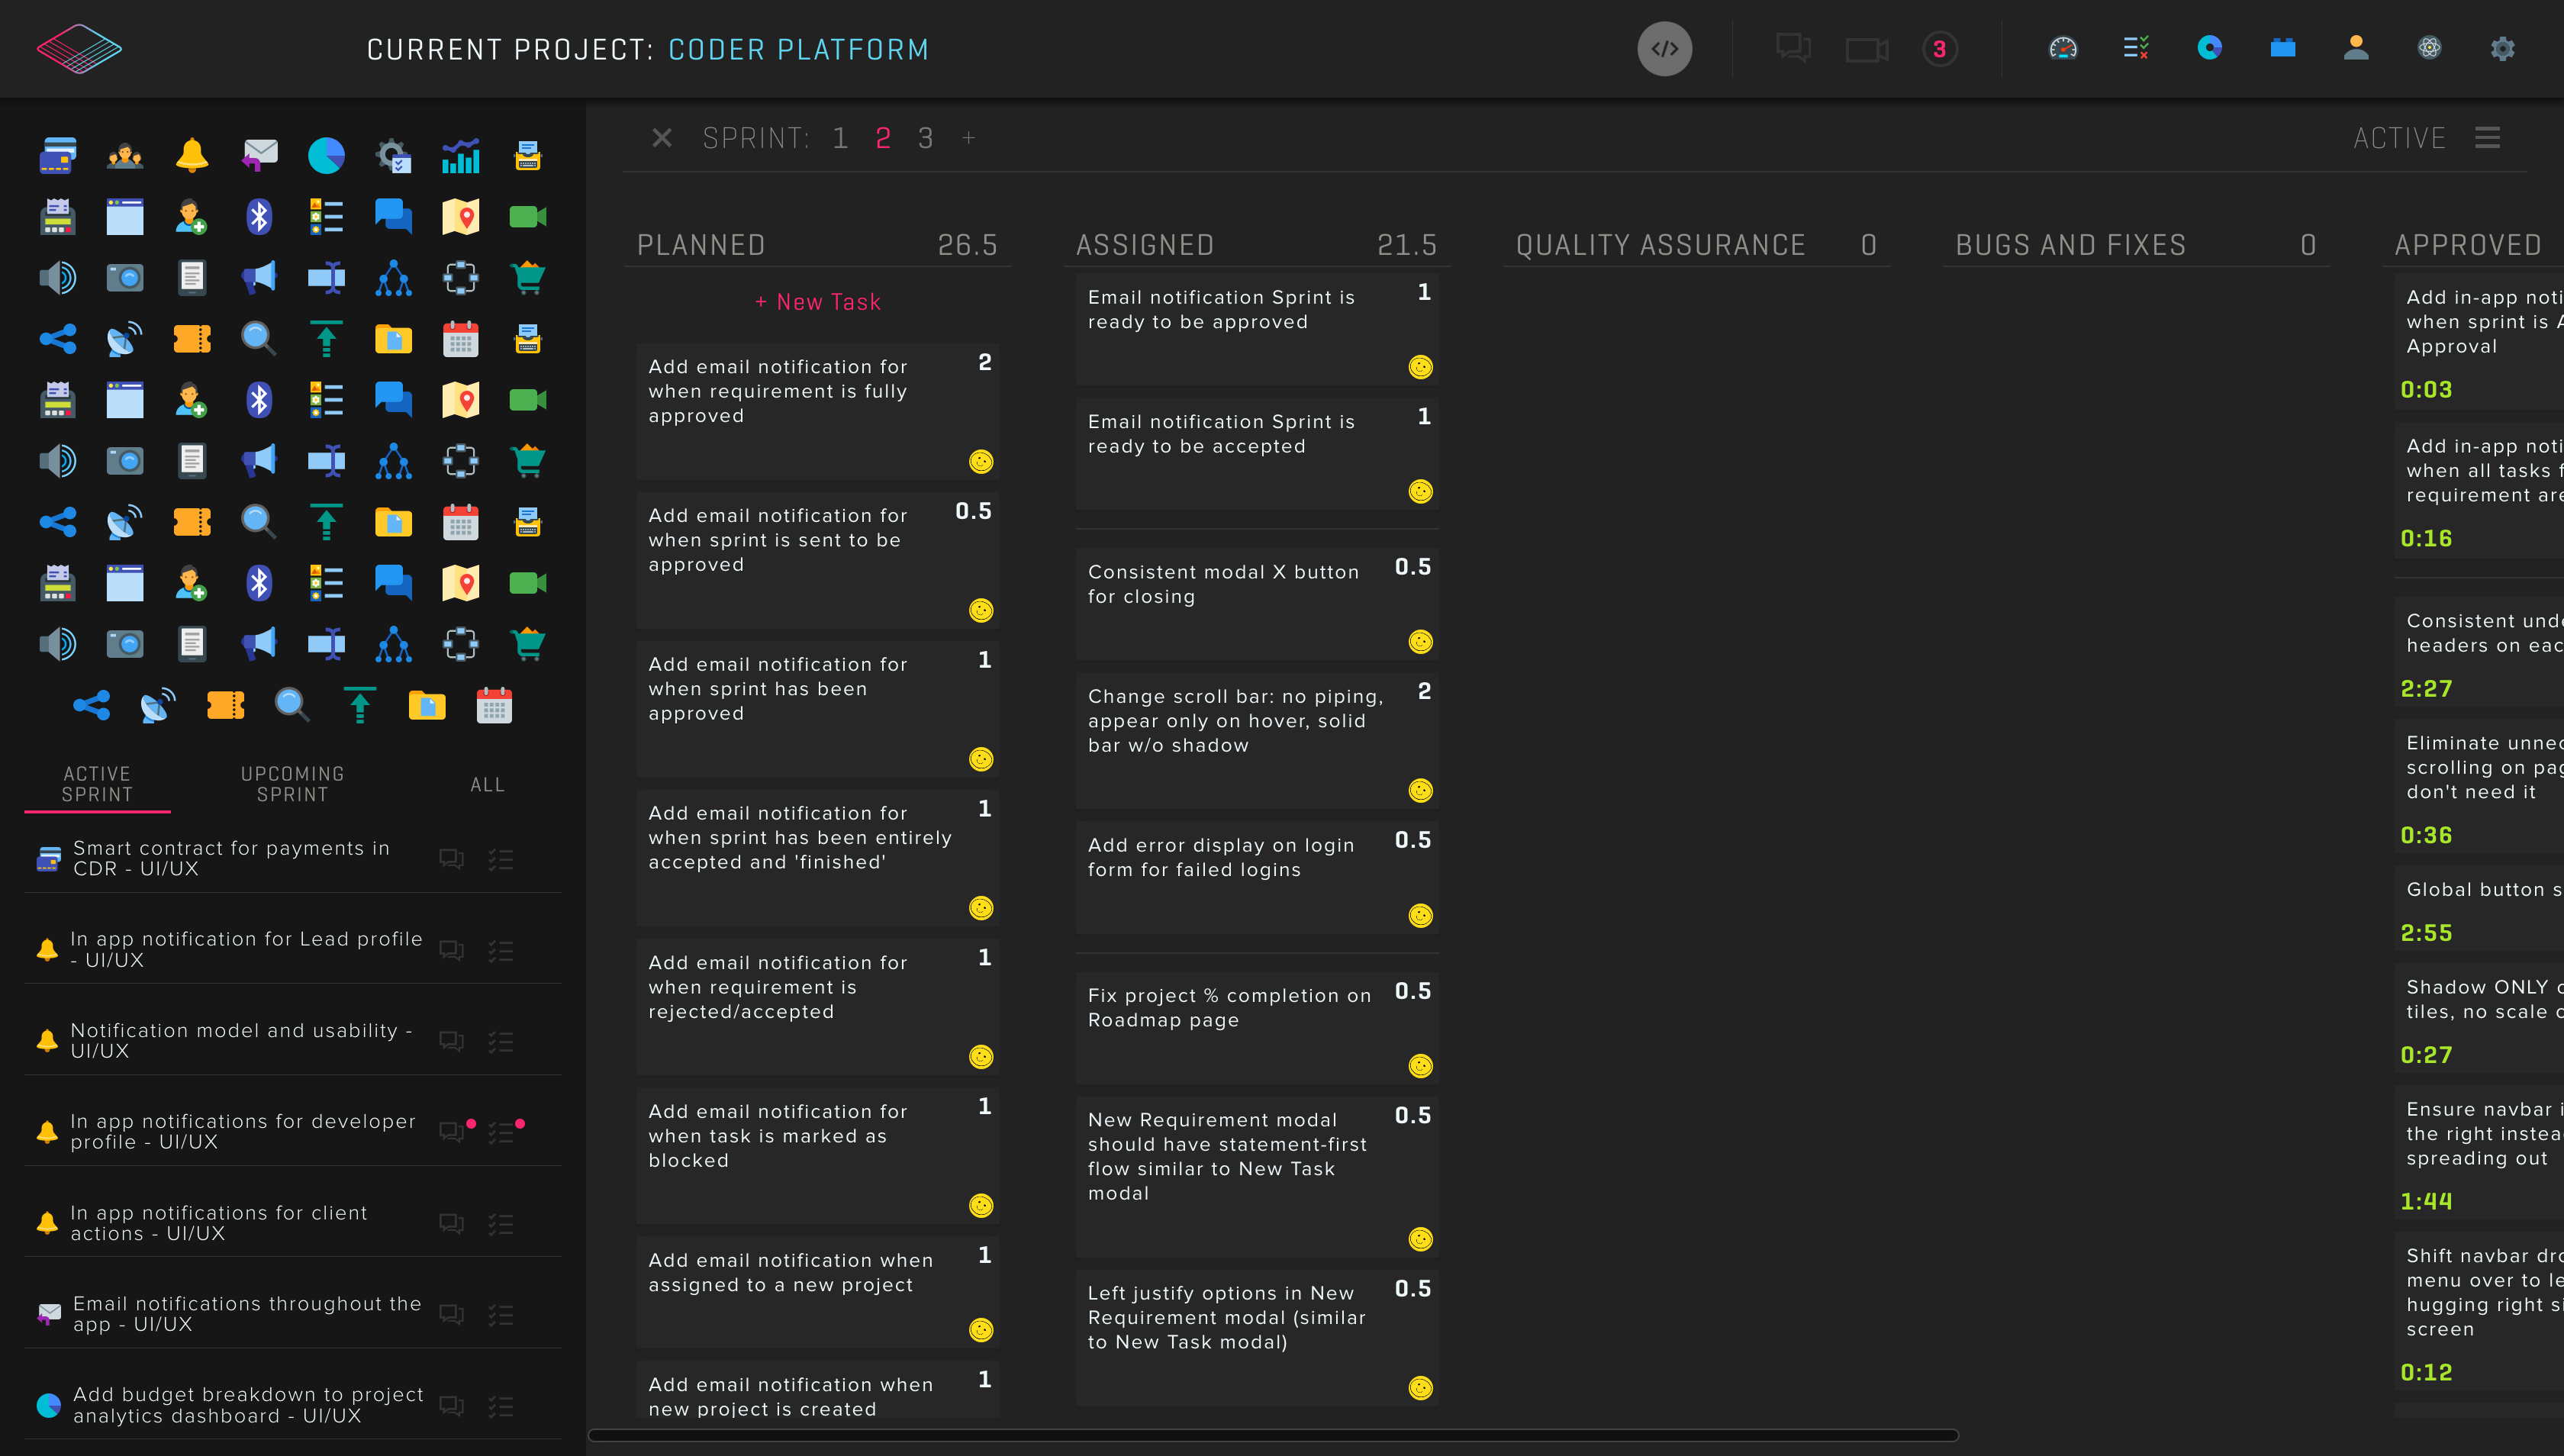 CURRENT PROJECT: CODER PLATFORM
3
SPRINT: 1 2 3 +
ACTIVE
ACTIVE
SPRINT
UPCOMING
SPRINT
ALL
Smart contract for payments in
CDR - UI/UX
In app notification for Lead profile
- UI/UX
Notification model and usability -
UI/UX
In app notifications for developer
profile - UI/UX
In app notifications for client
actions - UI/UX
Email notifications throughout the
app - UI/UX
Add budget breakdown to project
analytics dashboard - UI/UX
PLANNED 26.5
+ New Task
Add email notification for
when requirement is fully
approved
2
Add email notification for
when sprint is sent to be
approved
0.5
Add email notification for
when sprint has been
approved
1
Add email notification for
when sprint has been entirely
accepted and 'finished'
1
Add email notification for
when requirement is
rejected/accepted
1
Add email notification for
when task is marked as
blocked
1
Add email notification when
assigned to a new project
1
Add email notification when
new project is created
1
ASSIGNED 21.5
Email notification Sprint is
ready to be approved
1
Email notification Sprint is
ready to be accepted
1
Consistent modal X button
for closing
0.5
Change scroll bar: no piping,
appear only on hover, solid
bar w/o shadow
2
Add error display on login
form for failed logins
0.5
Fix project % completion on
Roadmap page
0.5
New Requirement modal
should have statement-first
flow similar to New Task
modal
0.5
Left justify options in New
Requirement modal (similar
to New Task modal)
0.5
QUALITY ASSURANCE 0
BUGS AND FIXES 0
APPROVED
Add in-app
when sprint is
Approval
0:03
Add in-app
when all tasks
requirement
0:16
Consistent
headers on
2:27
Eliminate
scrolling on
don't need it
0:36
Global button
2:55
Shadow ONLY
tiles, no scale
0:27
Ensure navbar
the right
spreading out
1:44
Shift navbar
menu over to
hugging right
screen
0:12